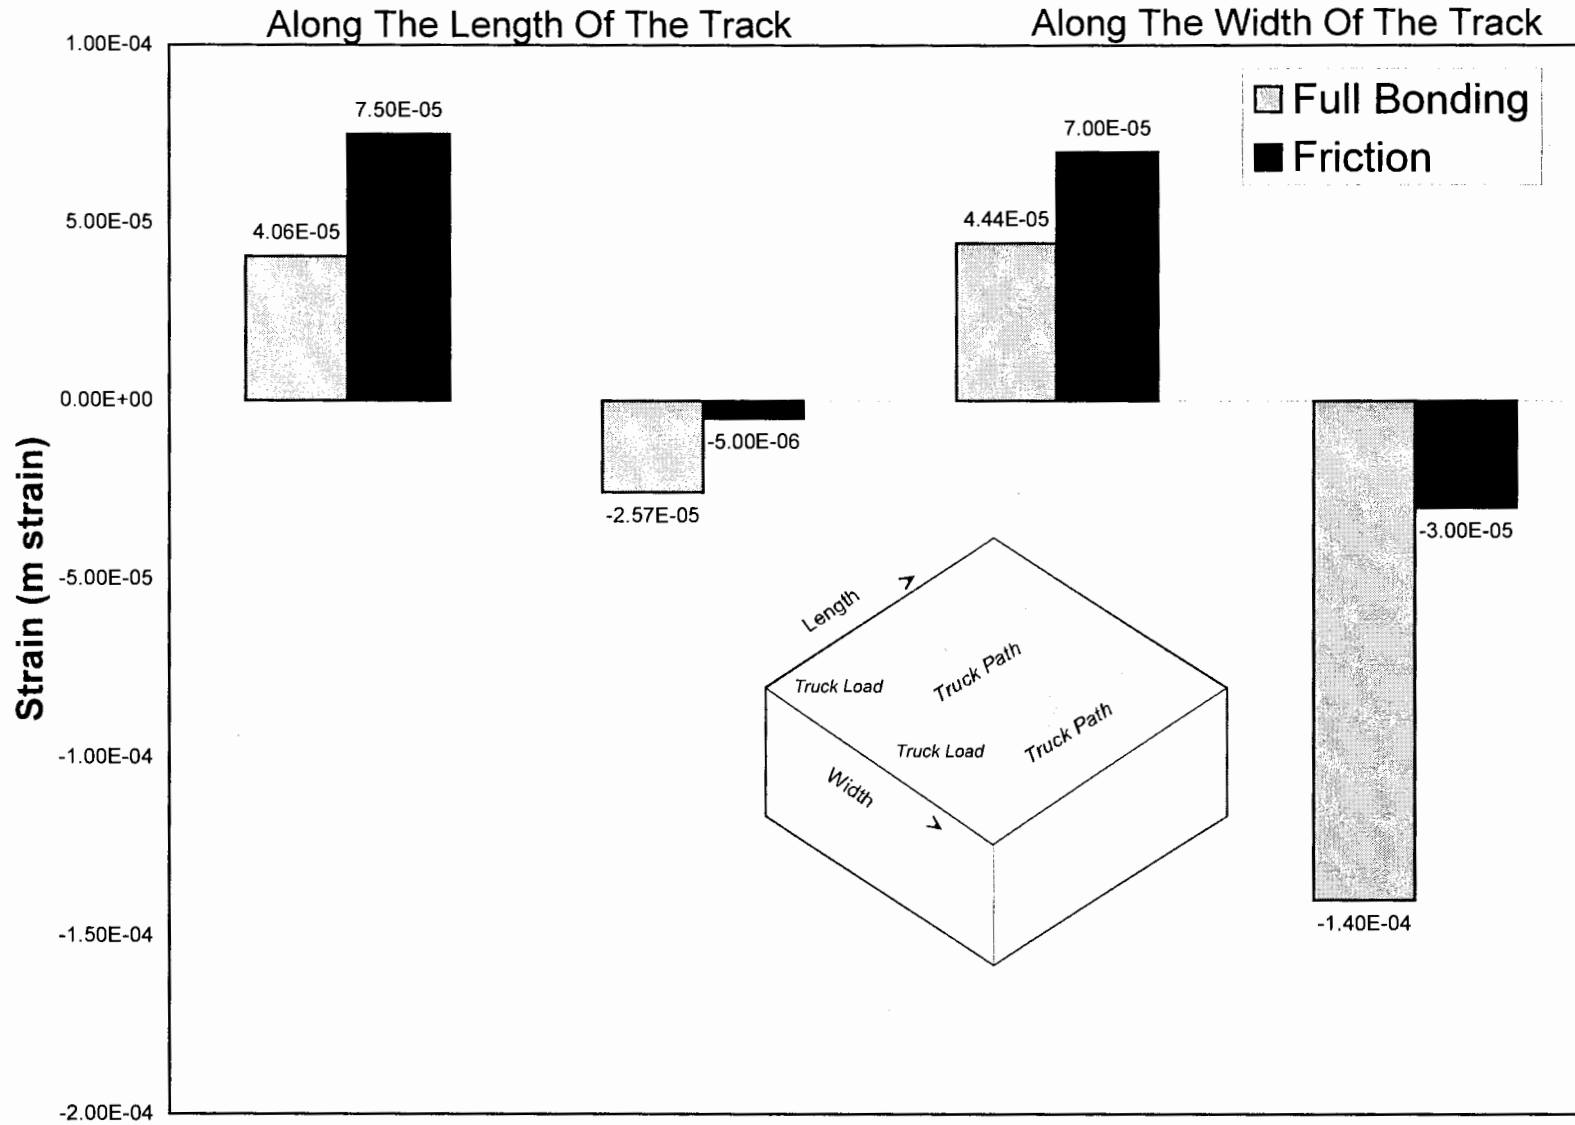 Along The Length Of The Track
Along The Width Of The Track
1.00E-04
5.00E-05
0.00E+00
-5.00E-05
-1.00E-04
-1.50E-04
-2.00E-04
Strain (m strain)
Full Bonding
Friction
4.06E-05
7.50E-05
-2.57E-05
-5.00E-06
4.44E-05
7.00E-05
-1.40E-04
-3.00E-05
Length
Truck Load
Truck Path
Truck Load
Truck Path
Width